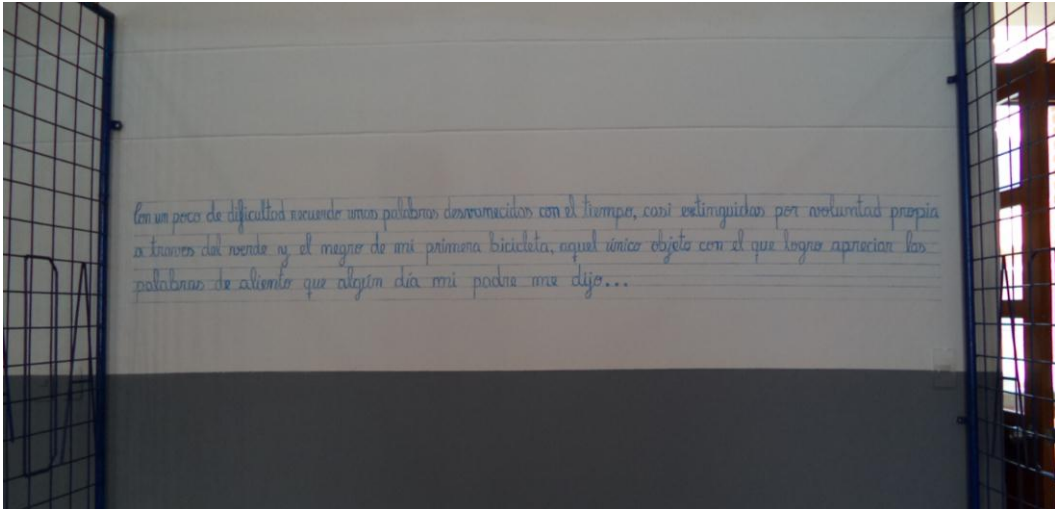 Con un poco de dificultad recuerdo unas palabras desvanecidas con el tiempo, casi extinguidas por voluntad propia
a traves del verde y el negro de mi primera bicicleta, aquel único objeto con el que logro apreciar las
palabras de aliento que algún día mi padre me dijo...